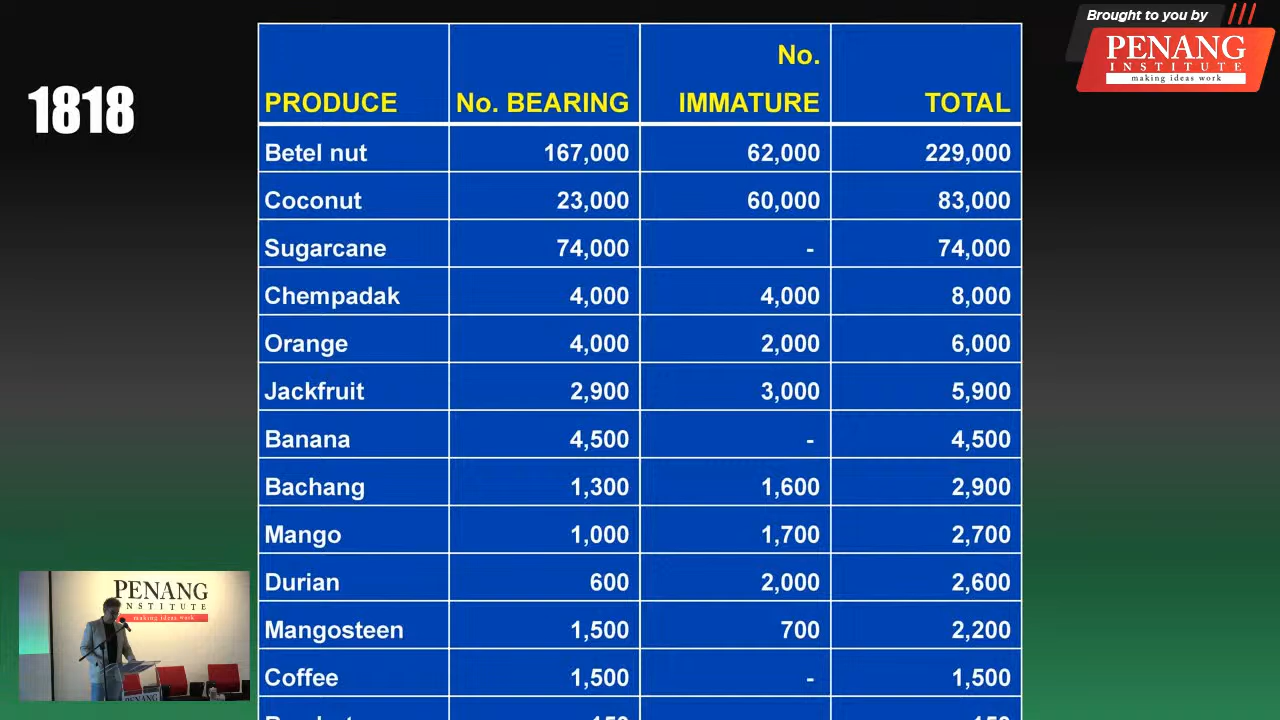 Brought to you by
PENANG
INSTITUTE
making ideas work
1818
No.
PRODUCE No. BEARING IMMATURE TOTAL
Betel nut 167,000 62,000 229,000
Coconut 23,000 60,000 83,000
Sugarcane 74,000 - 74,000
Chempadak 4,000 4,000 8,000
Orange 4,000 2,000 6,000
Jackfruit 2,900 3,000 5,900
Banana 4,500 - 4,500
Bachang 1,300 1,600 2,900
Mango 1,000 1,700 2,700
Durian 600 2,000 2,600
Mangosteen 1,500 700 2,200
Coffee 1,500 - 1,500
PENANG
INSTITUTE
making ideas work
PENANG